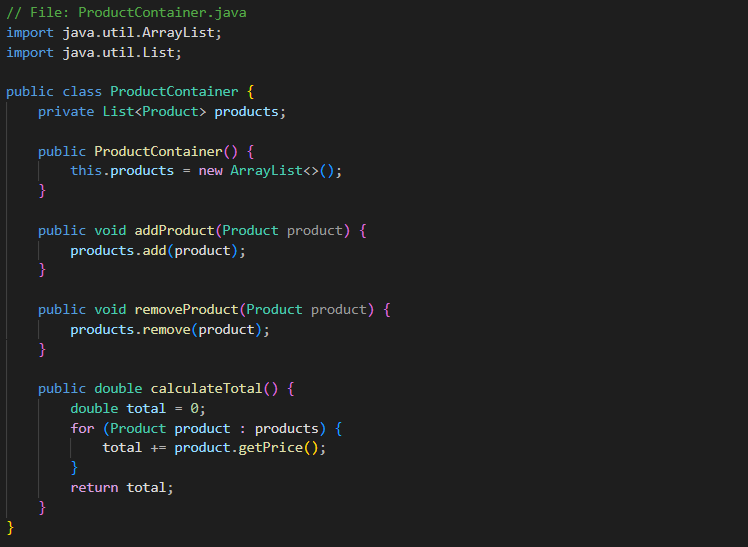 // File: ProductContainer.java
import java.util.ArrayList;
import java.util.List;

public class ProductContainer {
    private List<Product> products;

    public ProductContainer() {
        this.products = new ArrayList<>();
    }

    public void addProduct(Product product) {
        products.add(product);
    }

    public void removeProduct(Product product) {
        products.remove(product);
    }

    public double calculateTotal() {
        double total = 0;
        for (Product product : products) {
            total += product.getPrice();
        }
        return total;
    }
}